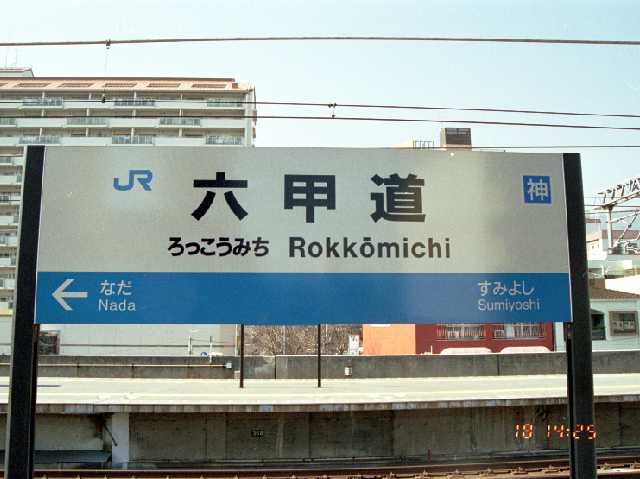 JR 六甲道 神
ろっこうみち Rokkōmichi
← なだ すみよし
Nada Sumiyoshi
18 14:25